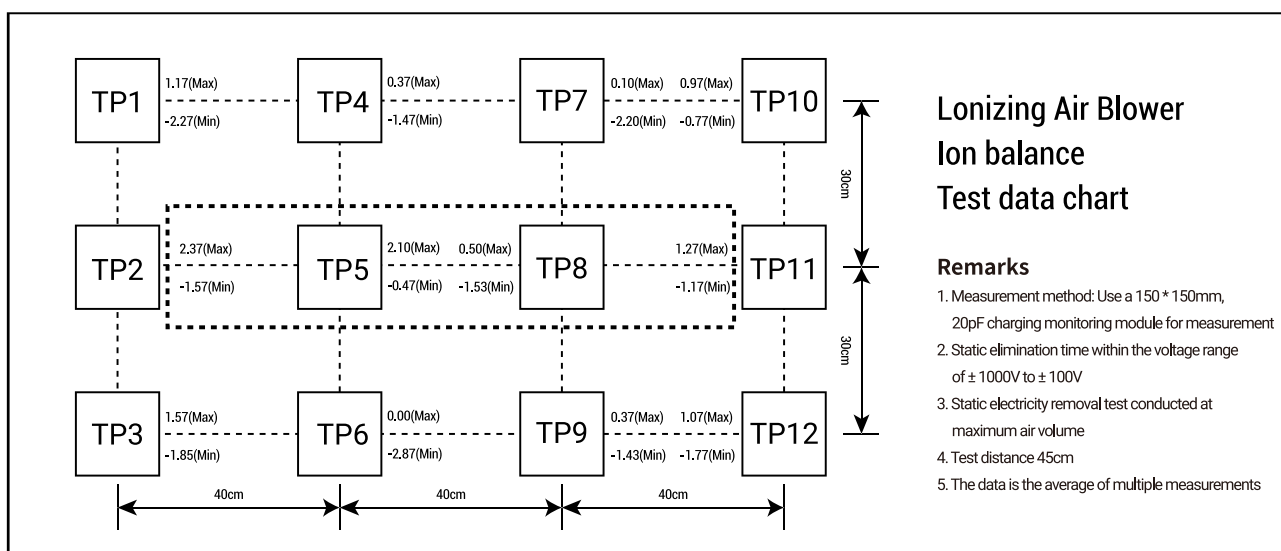 1.17(Max) 0.37(Max) 0.10(Max) 0.97(Max)
TP1 TP4 TP7 TP10
-2.27(Min) -1.47(Min) -2.20(Min) -0.77(Min)
30cm
2.37(Max) 2.10(Max) 0.50(Max) 1.27(Max)
TP2 TP5 TP8 TP11
-1.57(Min) -0.47(Min) -1.53(Min) -1.17(Min)
30cm
1.57(Max) 0.00(Max) 0.37(Max) 1.07(Max)
TP3 TP6 TP9 TP12
-1.85(Min) -2.87(Min) -1.43(Min) -1.77(Min)
40cm 40cm 40cm
Lonizing Air Blower
Ion balance
Test data chart
Remarks
1. Measurement method: Use a 150 * 150mm,
20pF charging monitoring module for measurement
2. Static elimination time within the voltage range
of ± 1000V to ± 100V
3. Static electricity removal test conducted at
maximum air volume
4. Test distance 45cm
5. The data is the average of multiple measurements